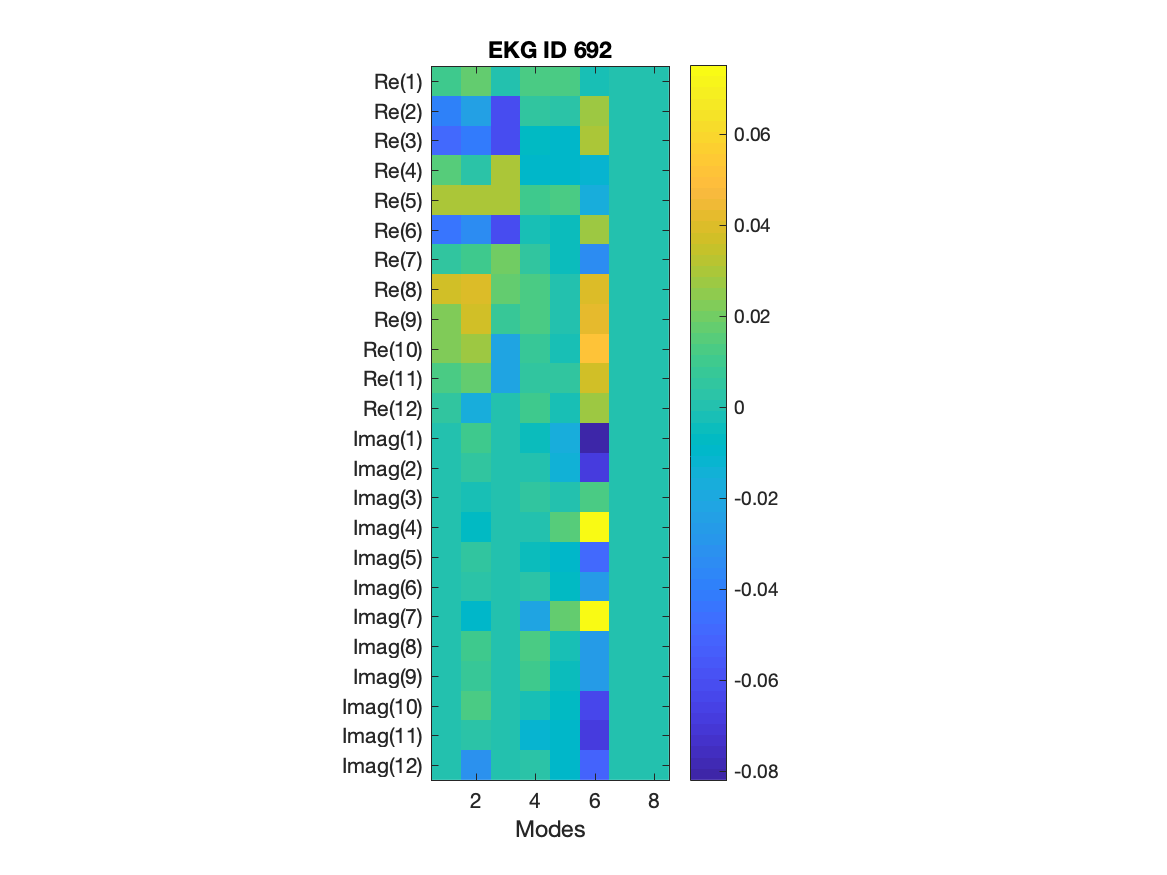 EKG ID 692
Re(1)
Re(2)
Re(3)
Re(4)
Re(5)
Re(6)
Re(7)
Re(8)
Re(9)
Re(10)
Re(11)
Re(12)
Imag(1)
Imag(2)
Imag(3)
Imag(4)
Imag(5)
Imag(6)
Imag(7)
Imag(8)
Imag(9)
Imag(10)
Imag(11)
Imag(12)
2 4 6 8
Modes
0.06
0.04
0.02
0
-0.02
-0.04
-0.06
-0.08